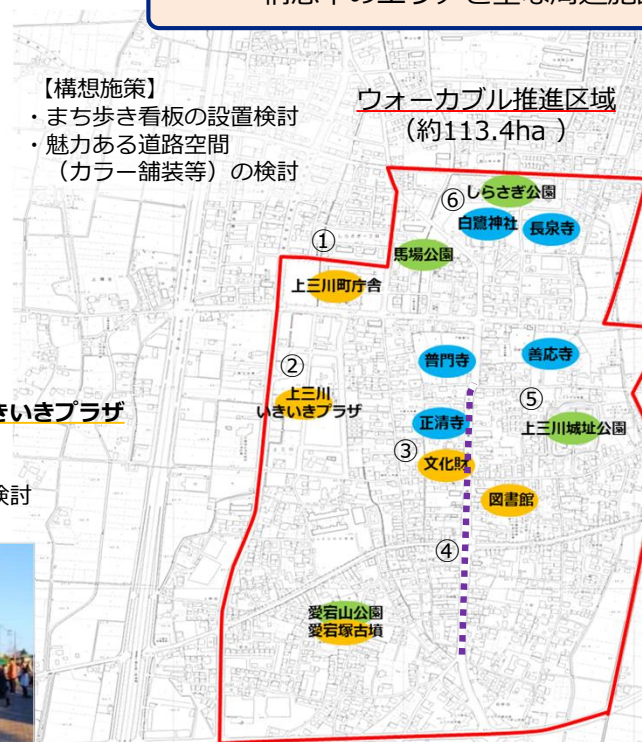 【構想施策】
・まち歩き看板の設置検討
・魅力ある道路空間
（カラー舗装等）の検討
ウォーカブル推進区域
（約113.4ha ）
⑥
しらさぎ公園
白鷺神社
長泉寺
①
馬場公園
上三川町庁舎
②
上三川
いきいきプラザ
普門寺
善応寺
⑤
上三川城址公園
正清寺
③
文化財
図書館
④
愛宕山公園
愛宕塚古墳
きいきプラザ
検討